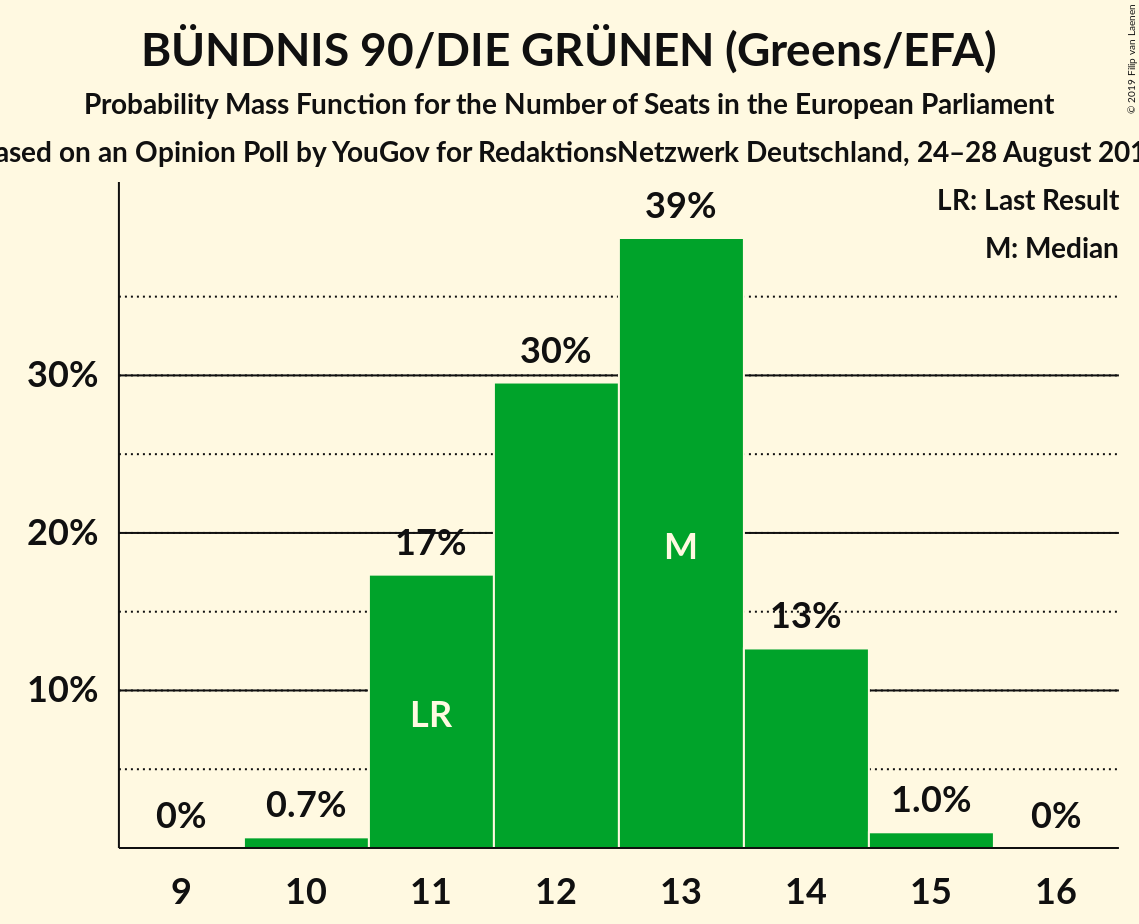 BÜNDNIS 90/DIE GRÜNEN (Greens/EFA)
Probability Mass Function for the Number of Seats in the European Parliament
ased on an Opinion Poll by YouGov for RedaktionsNetzwerk Deutschland, 24–28 August 201
© 2019 Filip van Laenen
LR: Last Result
M: Median
39%
30%
30%
20%
17%
M
13%
10%
LR
0%
0.7%
1.0%
0%
9 10 11 12 13 14 15 16